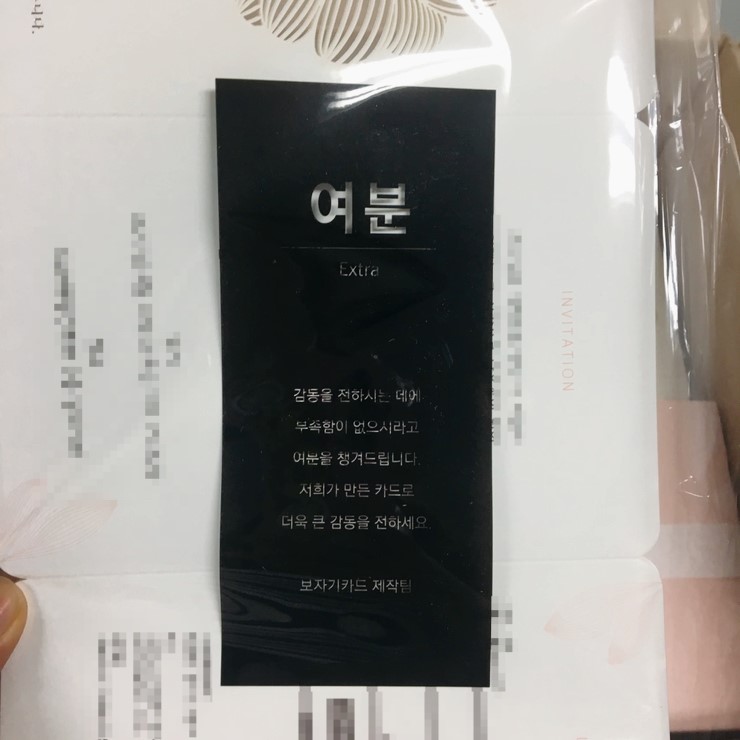 여분
Extra
감동을 전하시는 데에
부족함이 없으시라고
여분을 챙겨드립니다.
저희가 만든 카드로
더욱 큰 감동을 전하세요.
보자기카드 제작팀
INVITATION
니다.